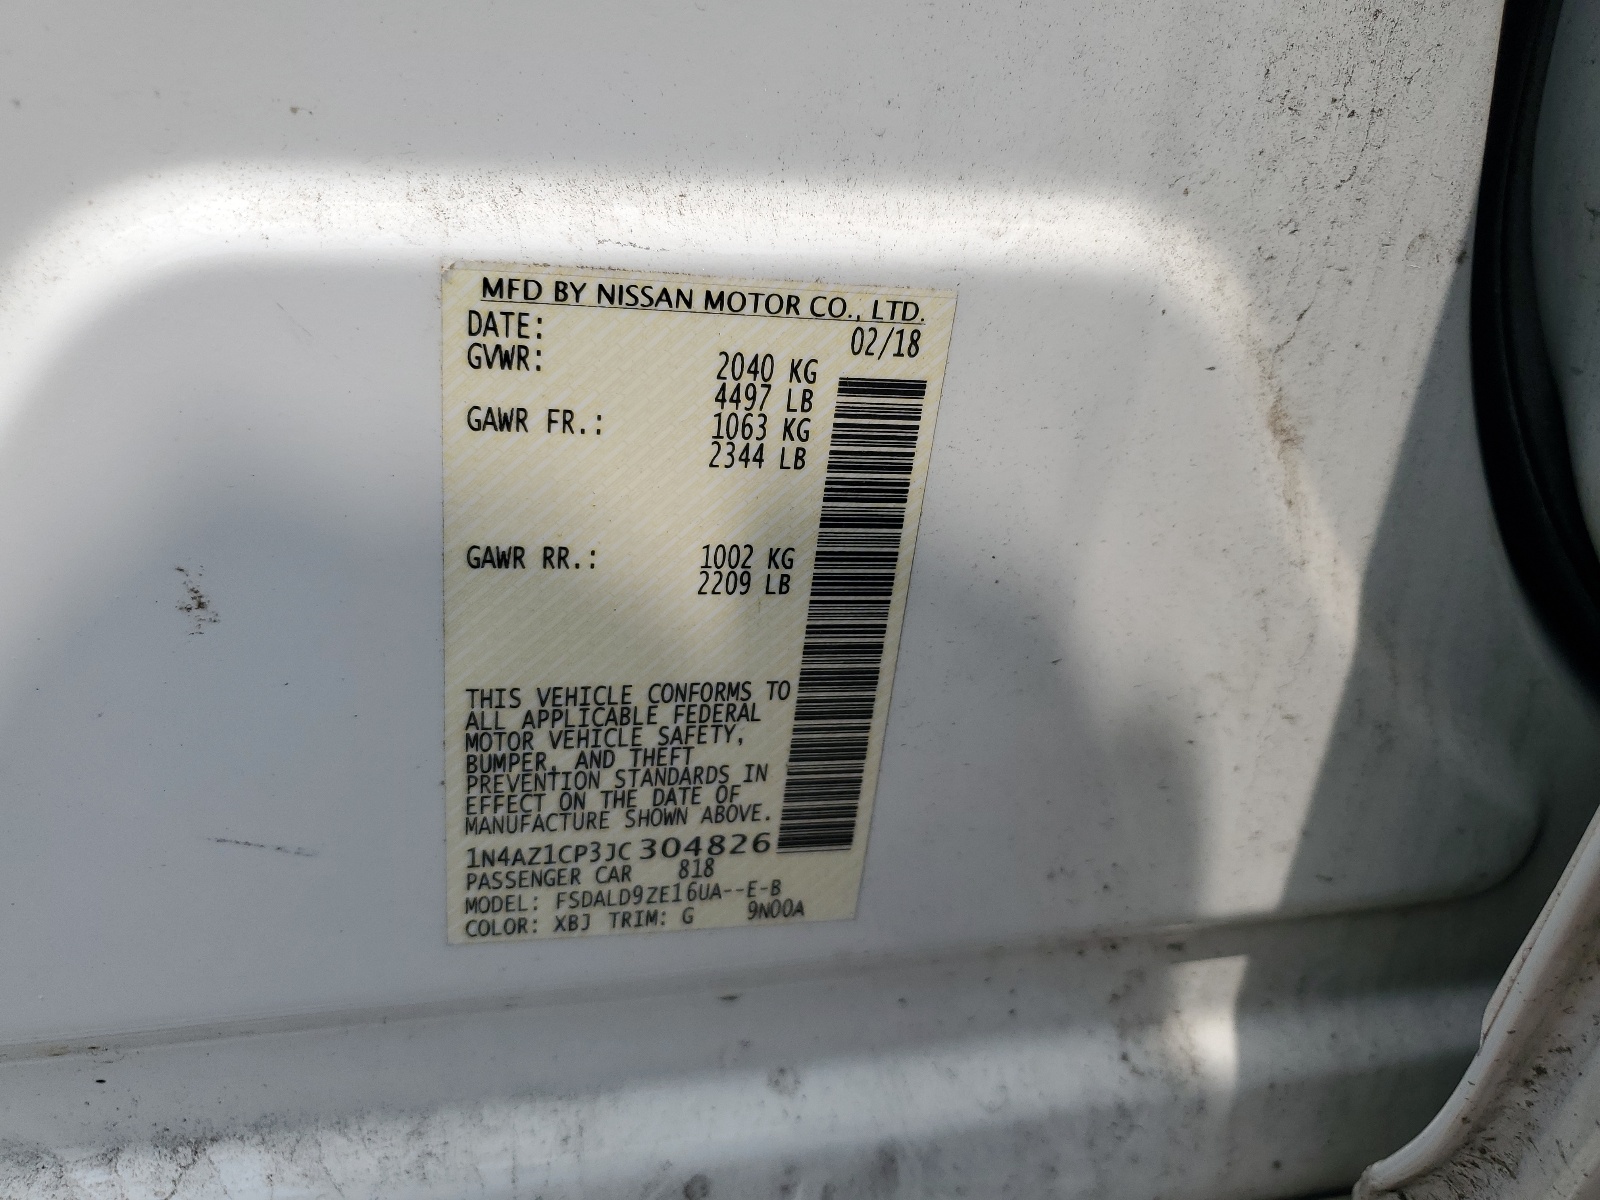 MFD BY NISSAN MOTOR CO., LTD.
DATE: 02/18
GVWR: 2040 KG
4497 LB
GAWR FR.: 1063 KG
2344 LB
GAWR RR.: 1002 KG
2209 LB
THIS VEHICLE CONFORMS TO
ALL APPLICABLE FEDERAL
MOTOR VEHICLE SAFETY,
BUMPER, AND THEFT
PREVENTION STANDARDS IN
EFFECT ON THE DATE OF
MANUFACTURE SHOWN ABOVE.
1N4AZ1CP3JC 304826
PASSENGER CAR 818
MODEL: FSDALD9ZE16UA--E-B
COLOR: XBJ TRIM: G 9N00A